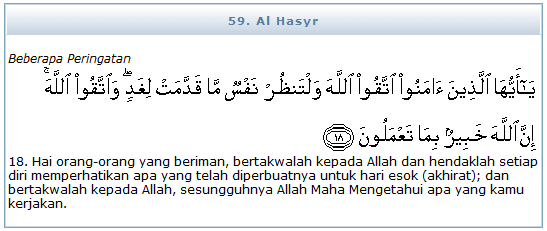 59. Al Hasyr
Beberapa Peringatan
يَـٰٓأَيُّهَا ٱلَّذِينَ ءَامَنُوا۟ ٱتَّقُوا۟ ٱللَّهَ وَلْتَنظُرْ نَفْسٌ مَّا قَدَّمَتْ لِغَدٍ ۖ وَٱتَّقُوا۟ ٱللَّهَ ۚ
إِنَّ ٱللَّهَ خَبِيرٌۢ بِمَا تَعْمَلُونَ ﴿١٨﴾
18. Hai orang-orang yang beriman, bertakwalah kepada Allah dan hendaklah setiap
diri memperhatikan apa yang telah diperbuatnya untuk hari esok (akhirat); dan
bertakwalah kepada Allah, sesungguhnya Allah Maha Mengetahui apa yang kamu
kerjakan.